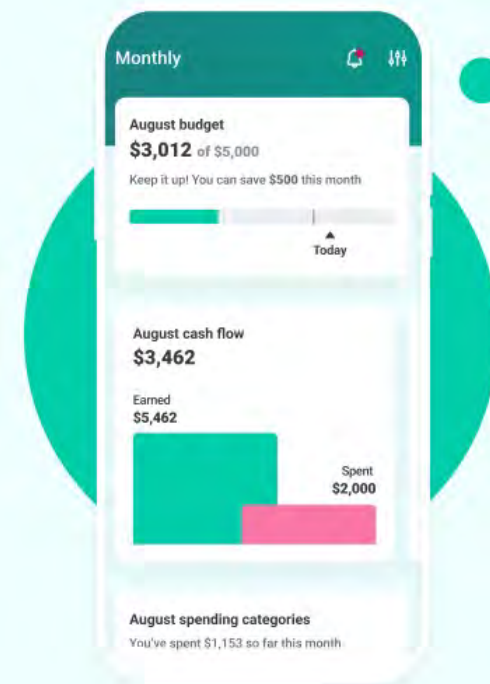 Monthly
August budget
$3,012 of $5,000
Keep it up! You can save $500 this month
Today
August cash flow
$3,462
Earned
$5,462
Spent
$2,000
August spending categories
You've spent $1,153 so far this month